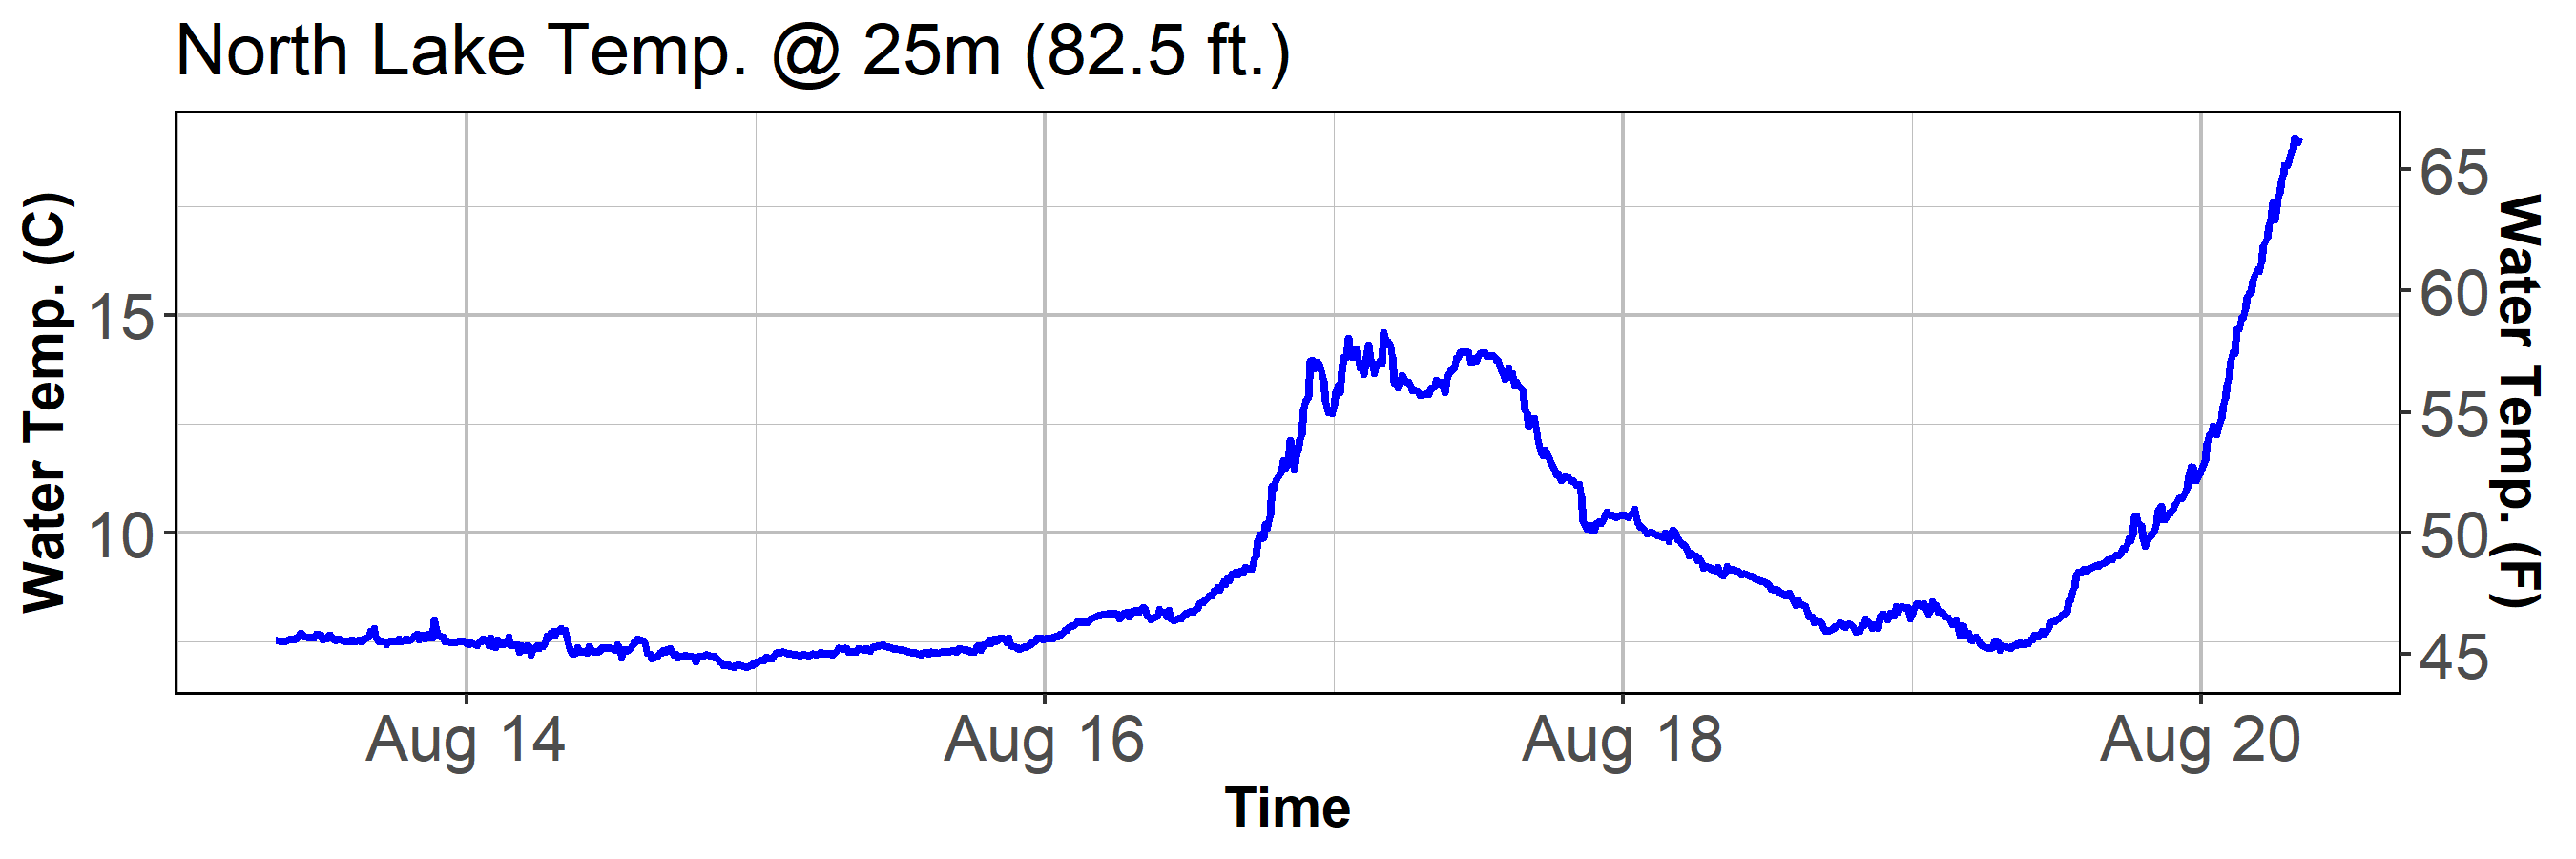 North Lake Temp. @ 25m (82.5 ft.)
Water Temp. (C)
15
10
65
60
55
50
45
Water Temp. (F)
Aug 14
Aug 16
Aug 18
Aug 20
Time